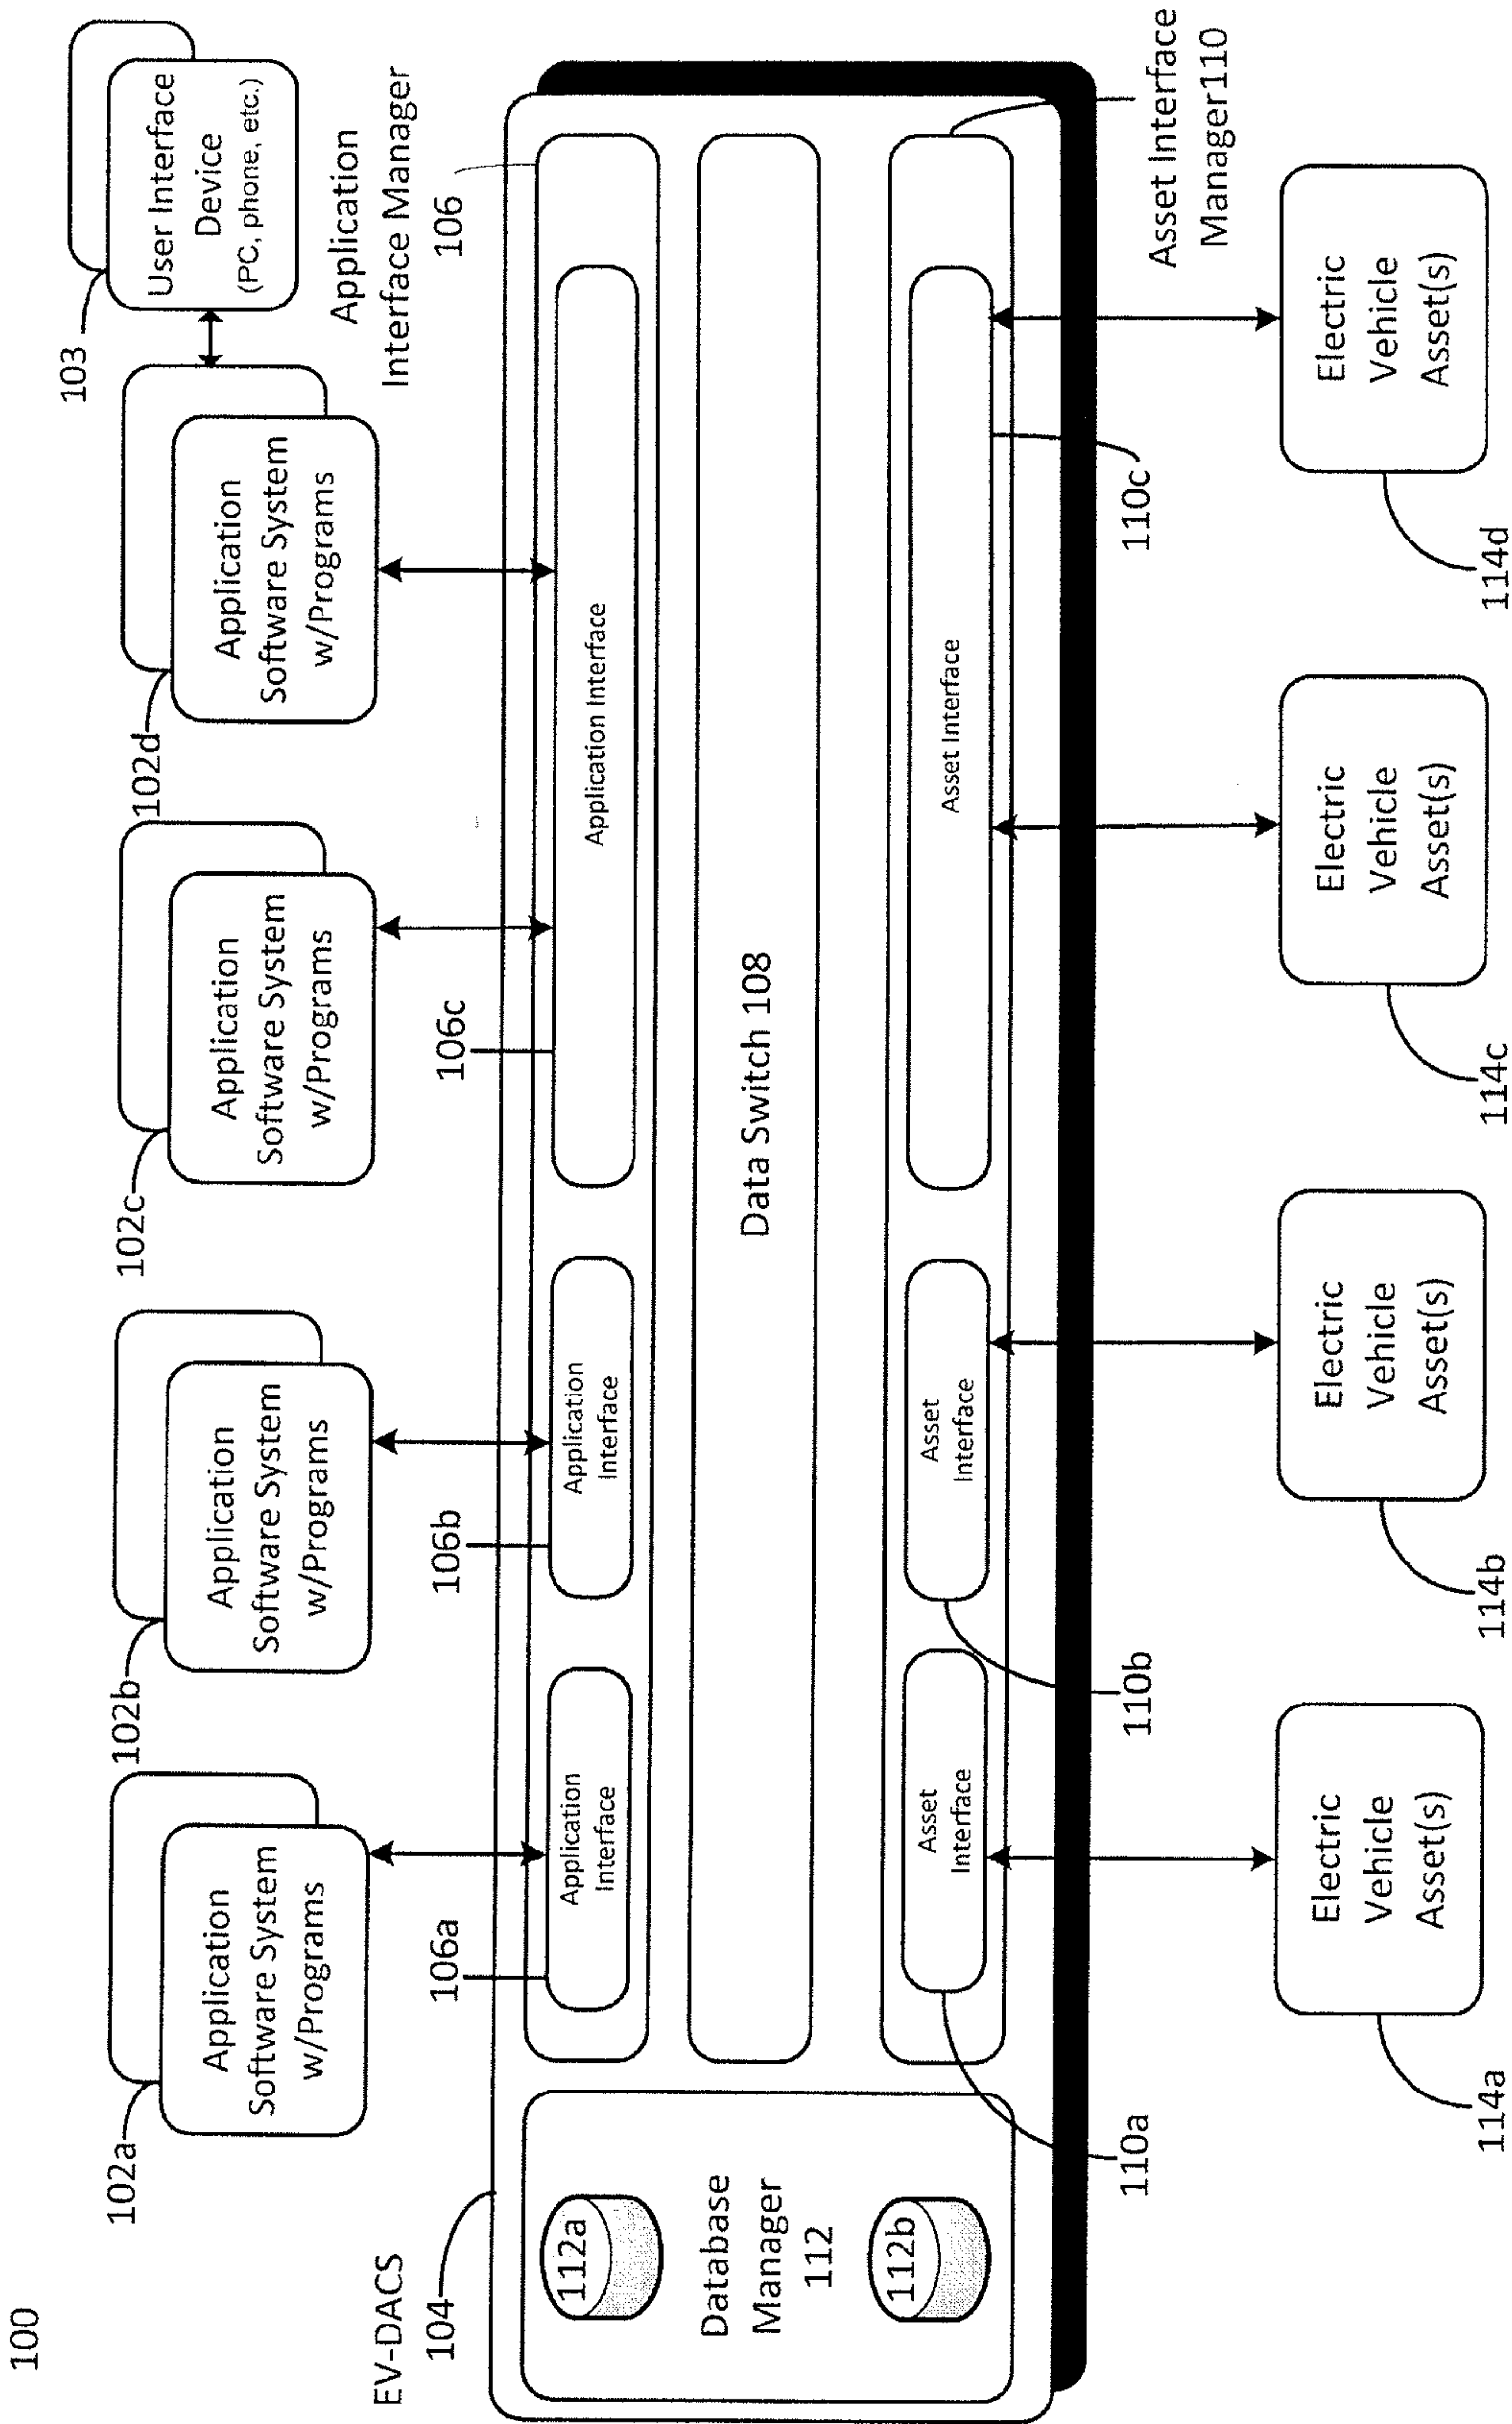 100
103
User Interface
Device
(PC, phone, etc.)
102a
Application
Software System
w/Programs
102b
Application
Software System
w/Programs
102c
Application
Software System
w/Programs
102d
Application
Software System
w/Programs
Application
Interface Manager
106
EV-DACS
104
106a
106b
106c
Application
Interface
Application
Interface
Application Interface
112a
Database
Manager
112
112b
Data Switch 108
Asset
Interface
Asset
Interface
Asset Interface
110a
110b
110c
Asset Interface
Manager110
Electric
Vehicle
Asset(s)
114a
Electric
Vehicle
Asset(s)
114b
Electric
Vehicle
Asset(s)
114c
Electric
Vehicle
Asset(s)
114d